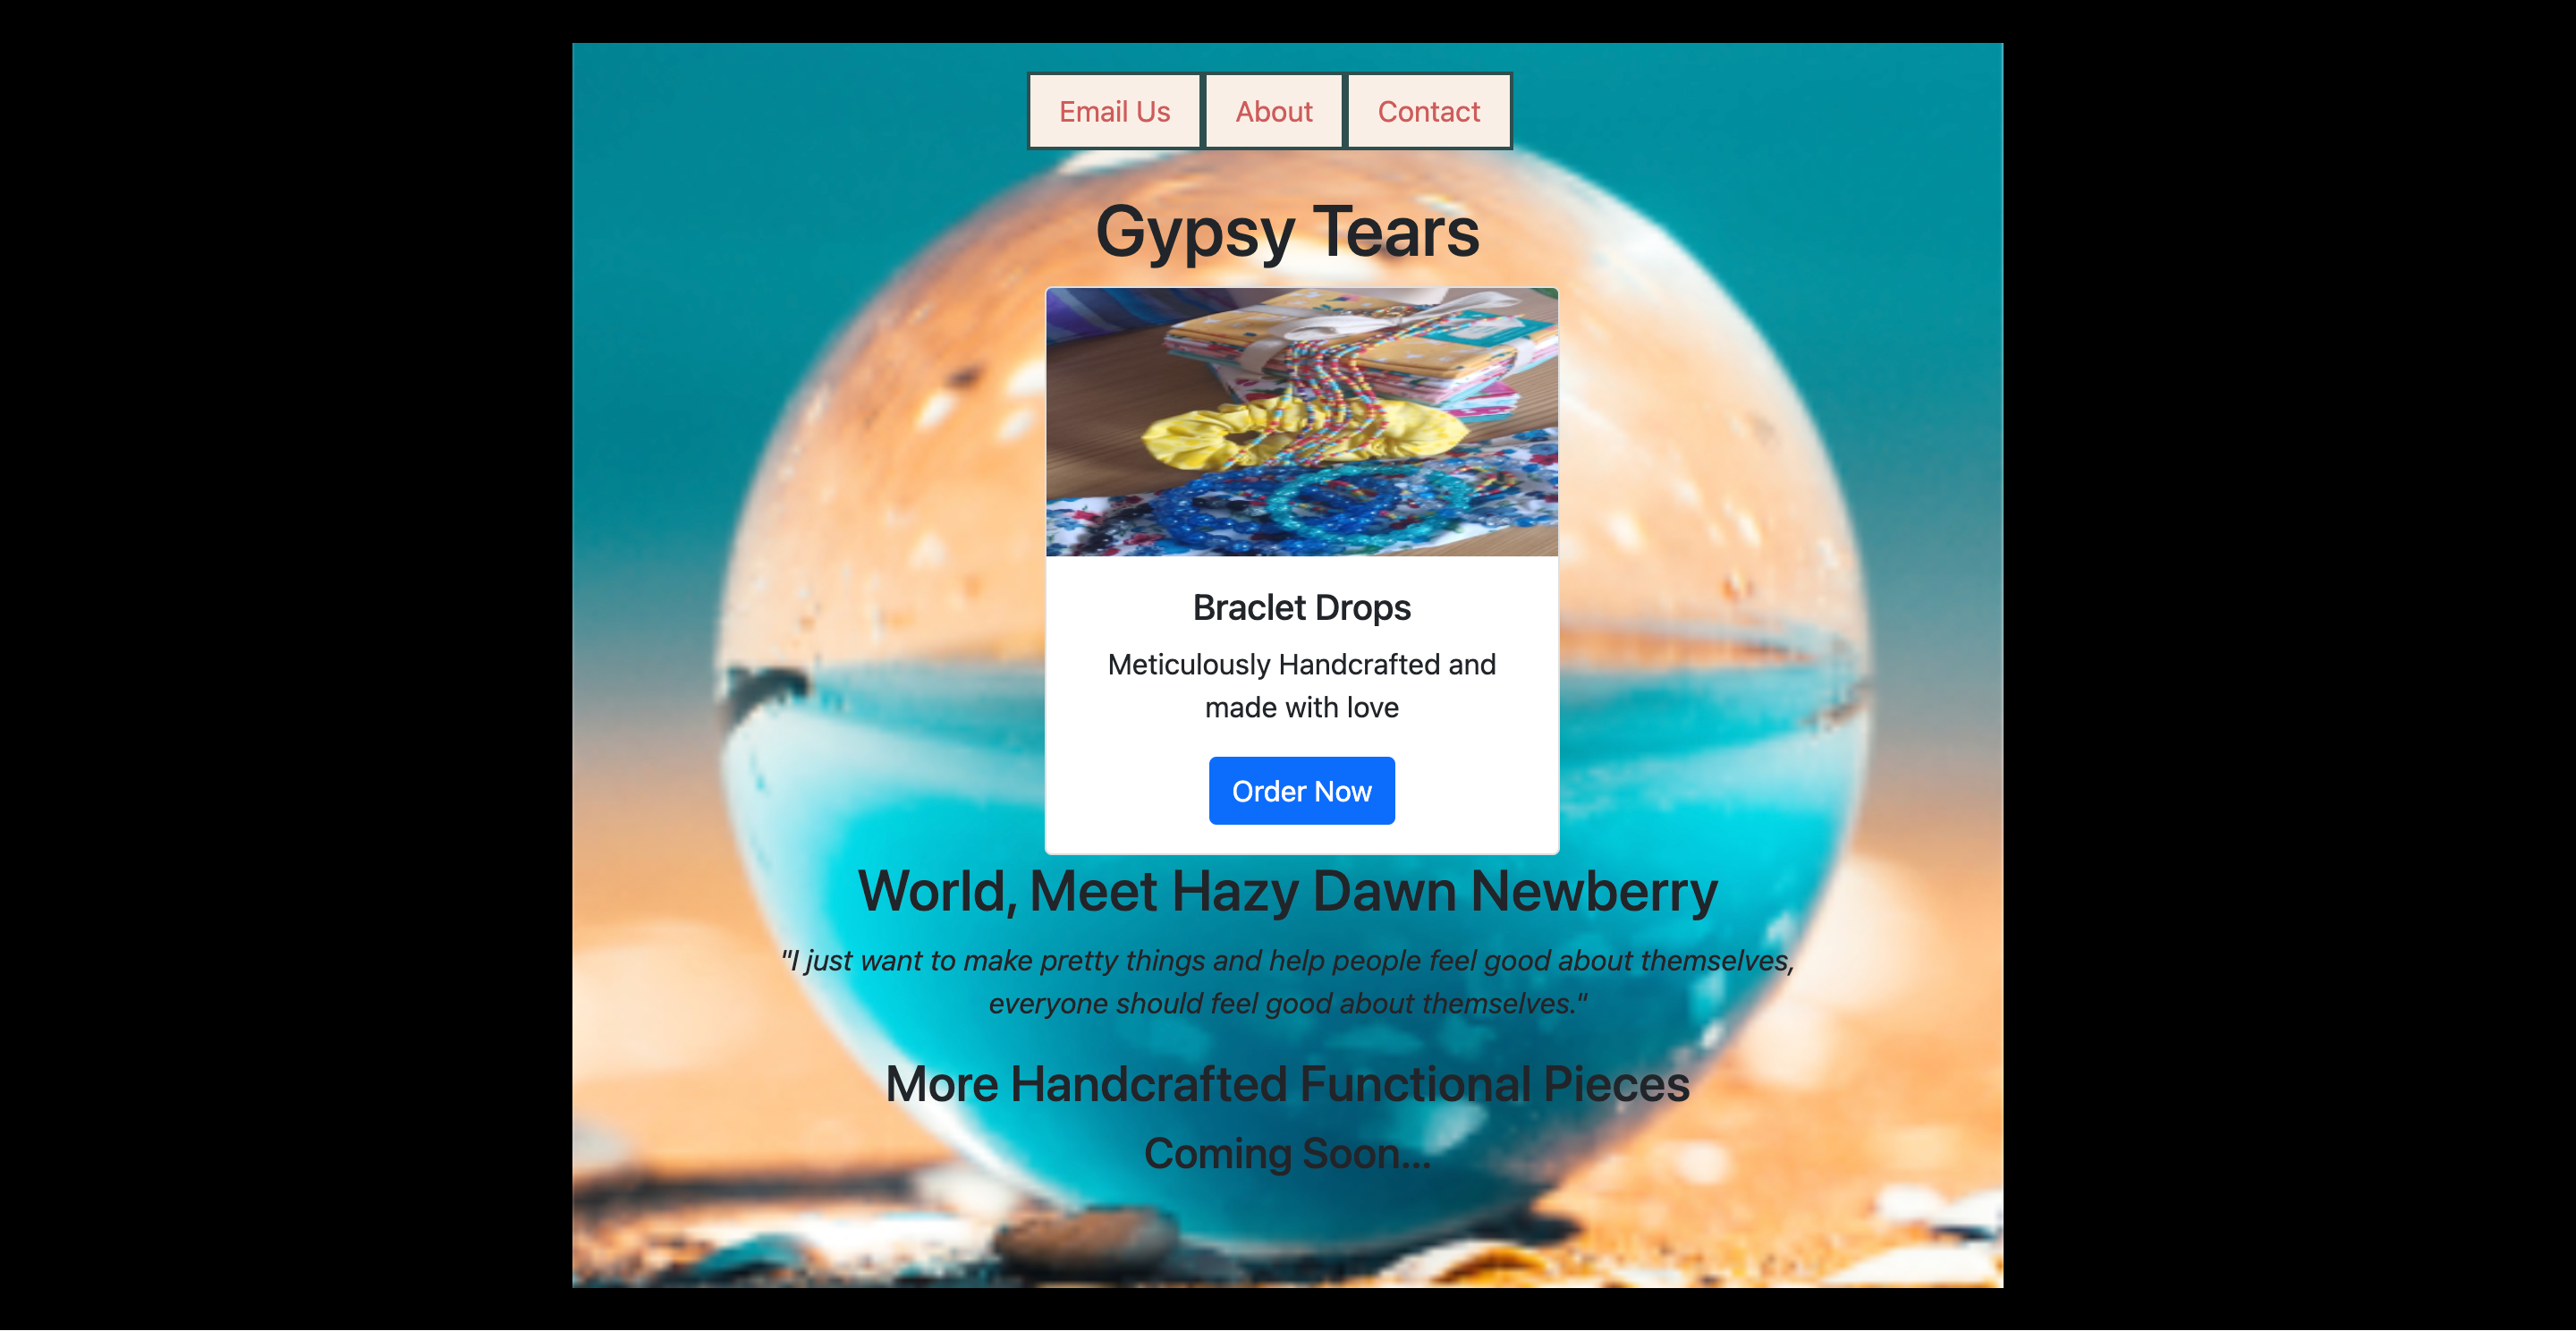 Email Us About Contact
Gypsy Tears
Braclet Drops
Meticulously Handcrafted and
made with love
Order Now
World, Meet Hazy Dawn Newberry
"I just want to make pretty things and help people feel good about themselves,
everyone should feel good about themselves."
More Handcrafted Functional Pieces
Coming Soon...